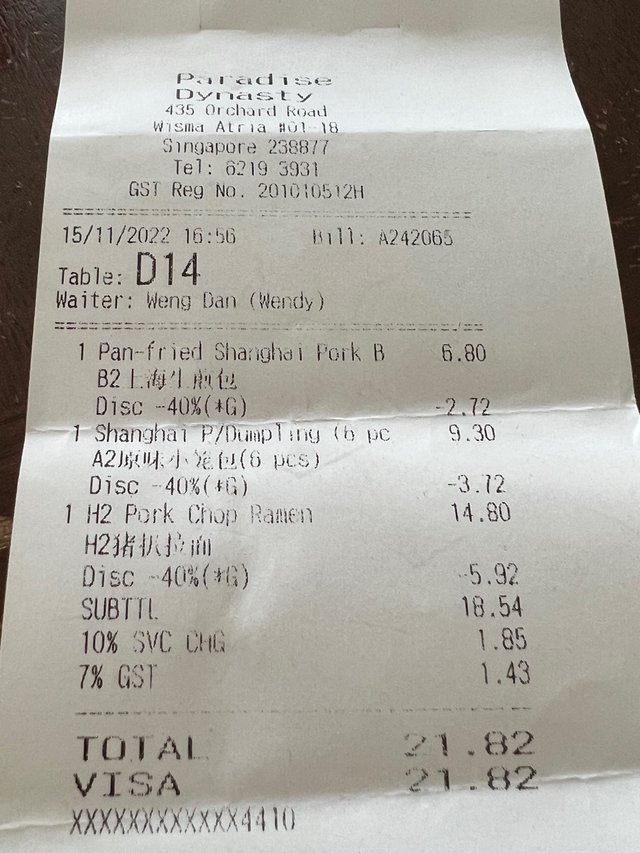 Paradise
Dynasty
435 Orchard Road
Wisma Atria #01-18
Singapore 238877
Tel: 6219 3931
GST Reg No. 201010512H
15/11/2022 16:56 Bill: A242065
Table: D14
Waiter: Weng Dan (Wendy)
1 Pan-fried Shanghai Pork B 6.80
B2上海生煎包
Disc -40%(*G) -2.72
1 Shanghai P/Dumpling (6 pc 9.30
A2原味小笼包(6 pcs)
Disc -40%(*G) -3.72
1 H2 Pork Chop Ramen 14.80
H2猪扒拉面
Disc -40%(*G) -5.92
SUBTTL 18.54
10% SVC CHG 1.85
7% GST 1.43
TOTAL 21.82
VISA 21.82
XXXXXXXXXXXX4410